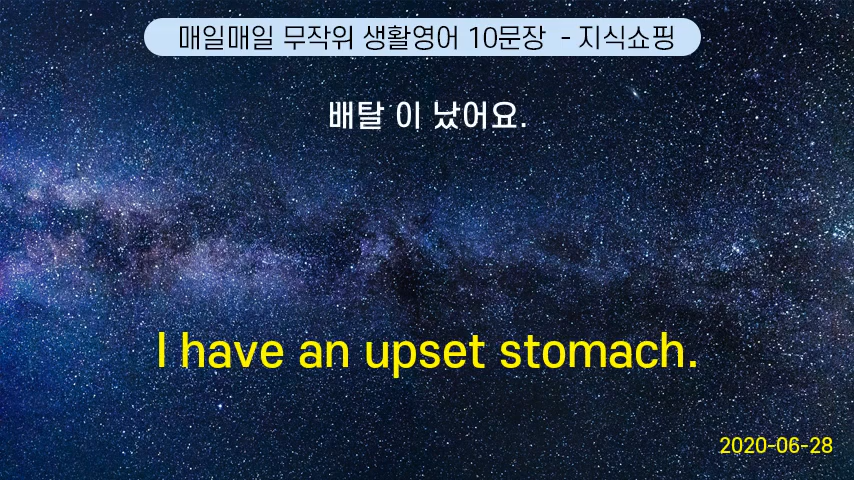 매일매일 무작위 생활영어 10문장 - 지식쇼핑
배탈 이 났어요.
I have an upset stomach.
2020-06-28